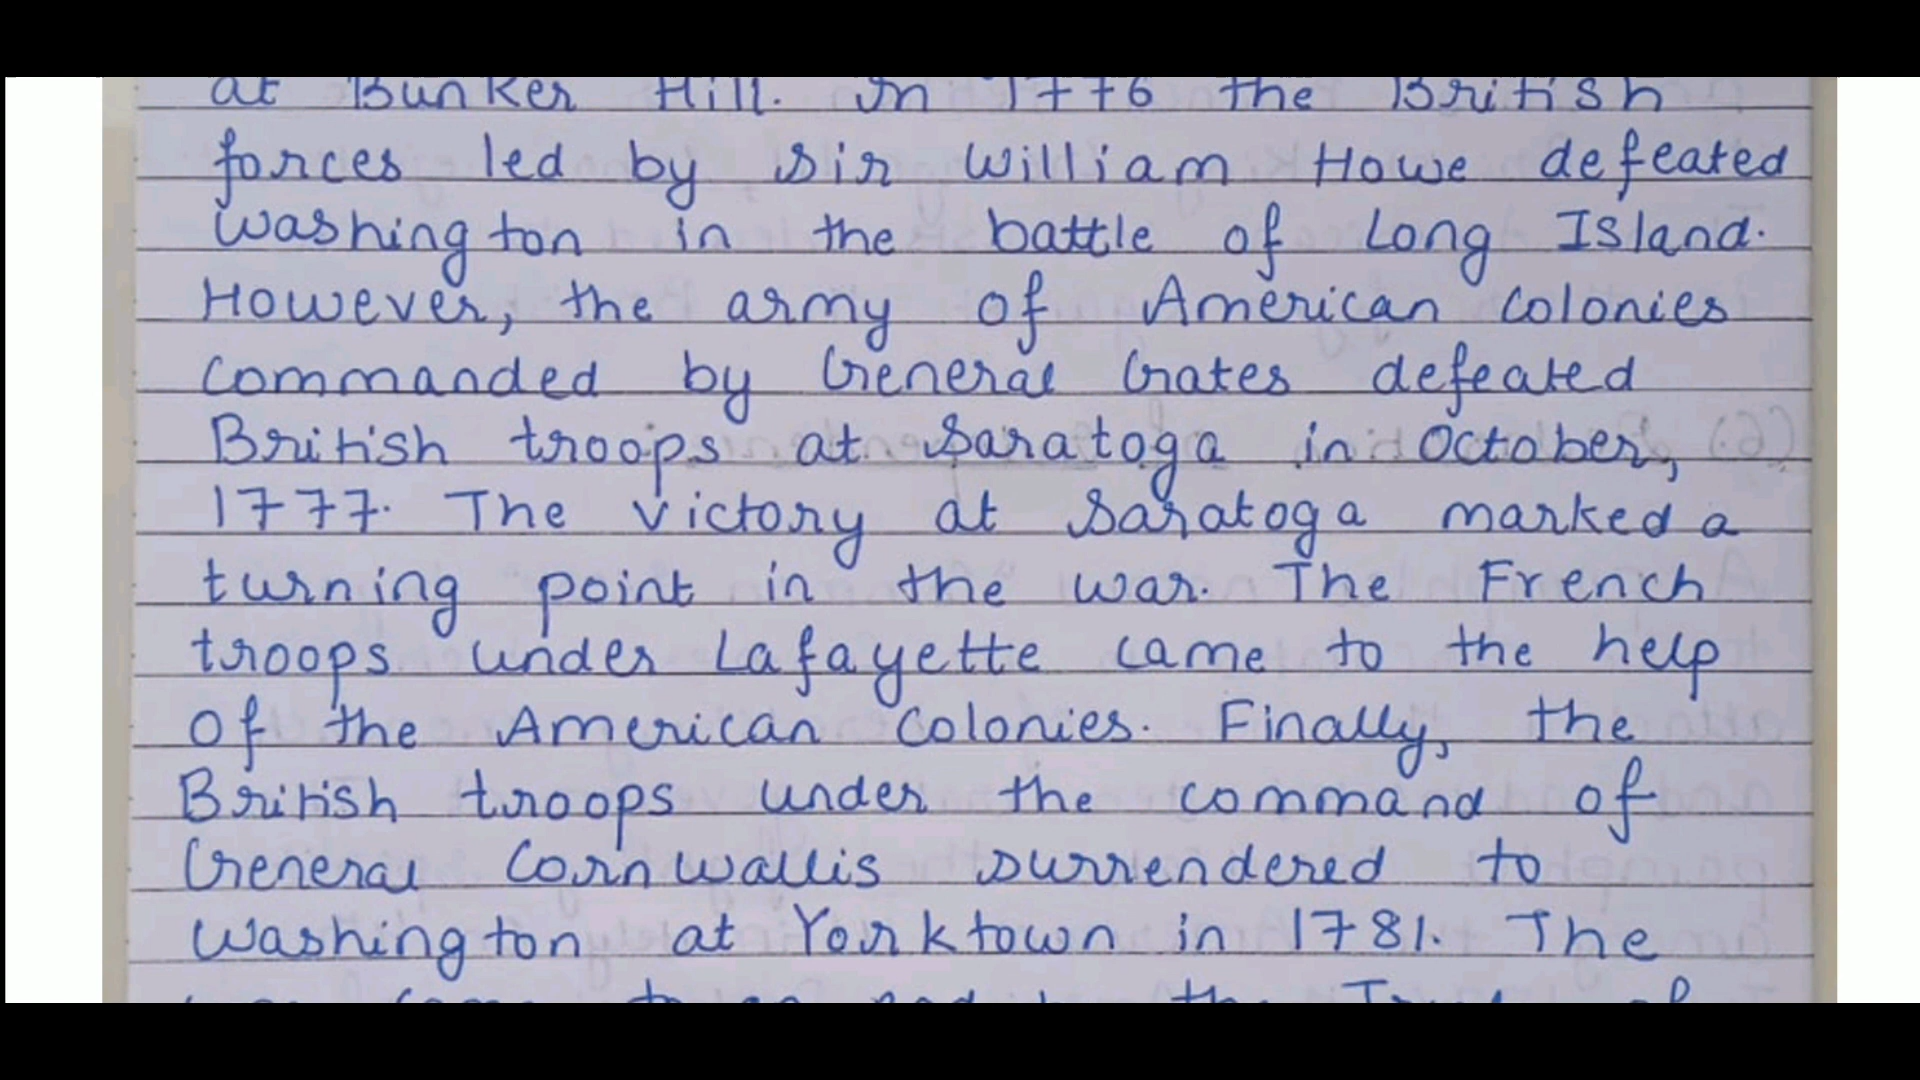 at Bunker Hill. In 1776 the British
forces led by Sir William Howe defeated
Washington in the battle of Long Island.
However, the army of American colonies
commanded by General Gates defeated
British troops at Saratoga in October,
1777. The victory at Saratoga marked a
turning point in the war. The French
troops under Lafayette came to the help
of the American colonies. Finally, the
British troops under the command of
General Cornwallis surrendered to
Washington at Yorktown in 1781. The